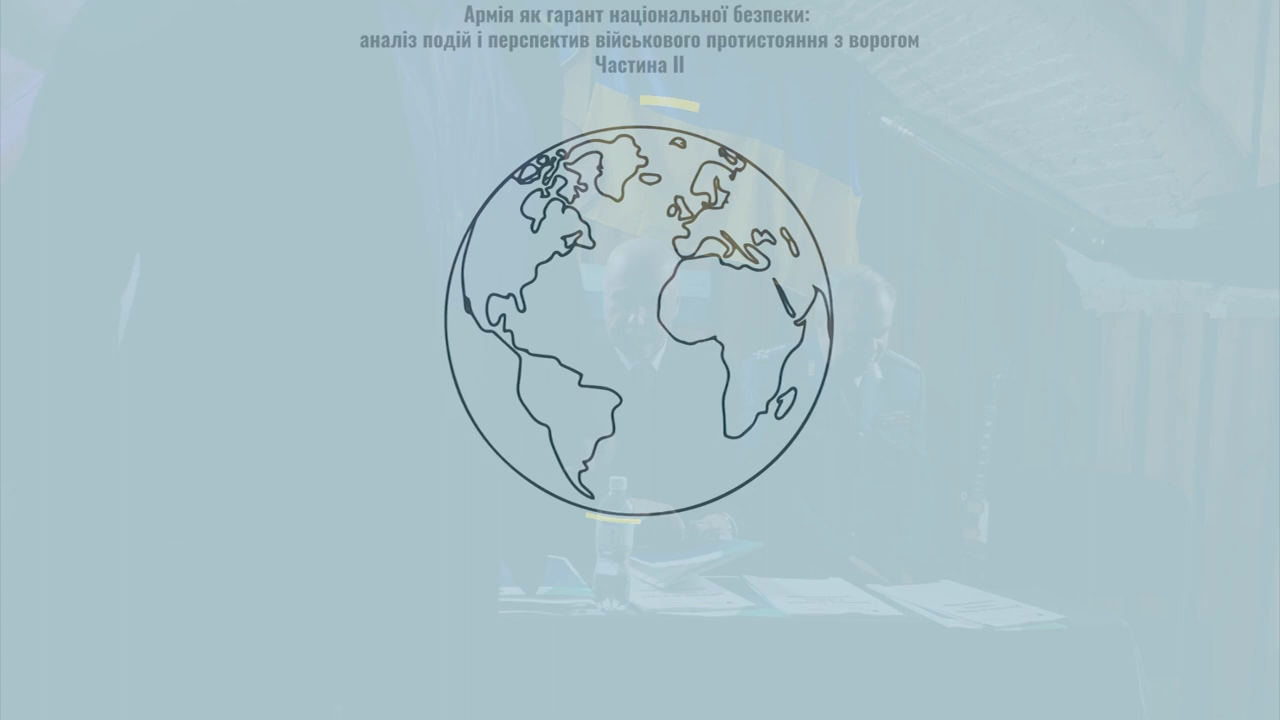 Армія як гарант національної безпеки:
аналіз подій і перспектив військового протистояння з ворогом
Частина II